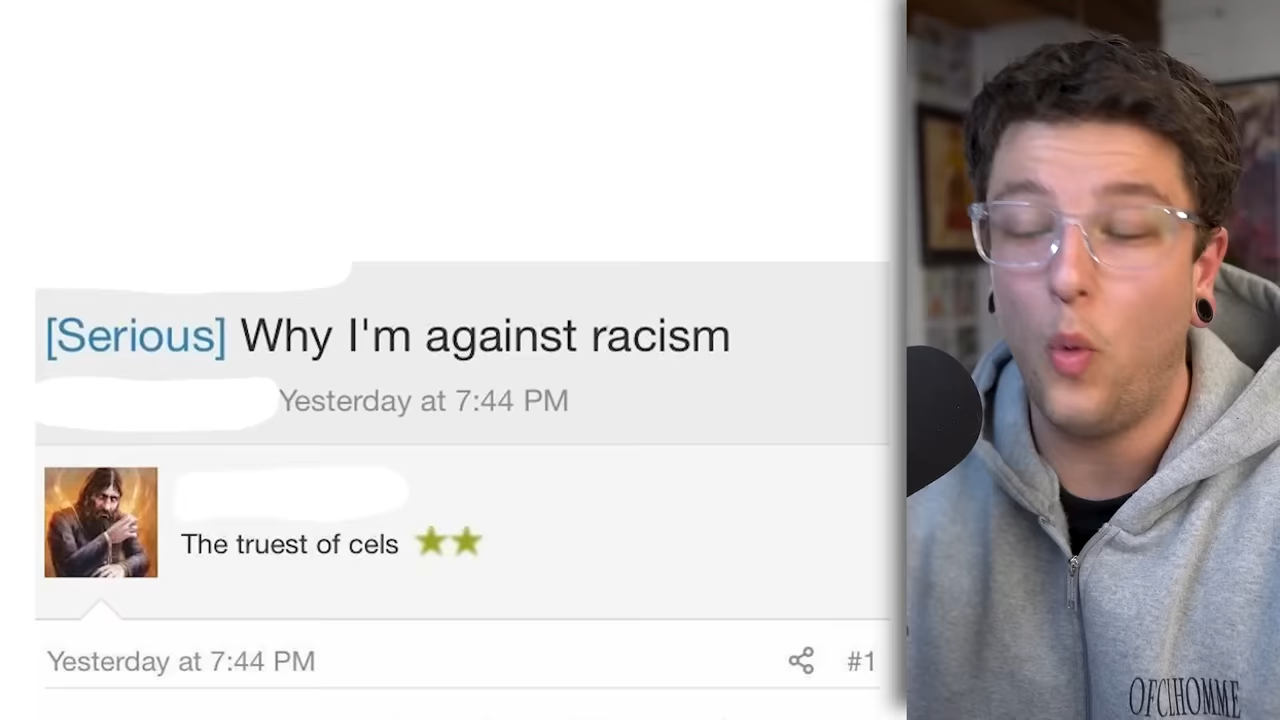 [Serious] Why I'm against racism
Yesterday at 7:44 PM
The truest of cels
Yesterday at 7:44 PM
#1
OFCLHOMME